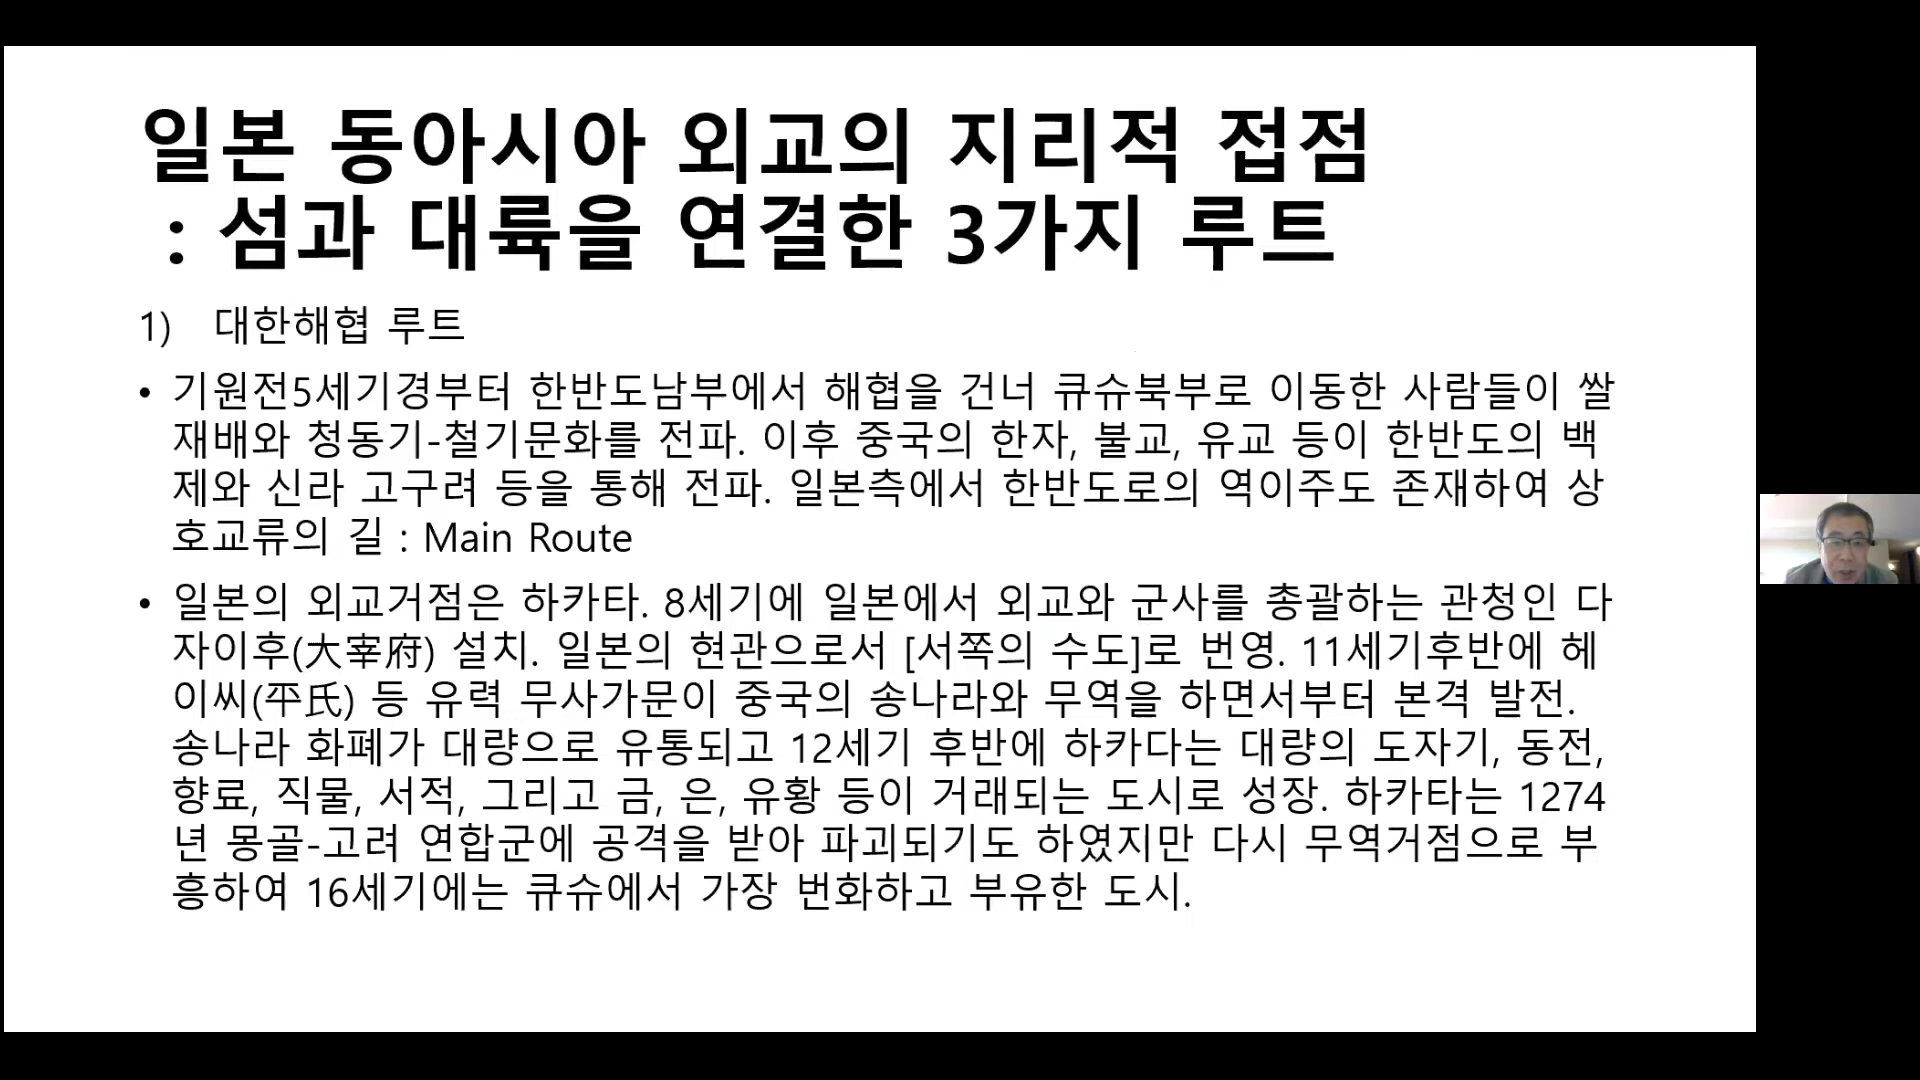 일본 동아시아 외교의 지리적 접점
: 섬과 대륙을 연결한 3가지 루트
1) 대한해협 루트
• 기원전5세기경부터 한반도남부에서 해협을 건너 큐슈북부로 이동한 사람들이 쌀
재배와 청동기-철기문화를 전파. 이후 중국의 한자, 불교, 유교 등이 한반도의 백
제와 신라 고구려 등을 통해 전파. 일본측에서 한반도로의 역이주도 존재하여 상
호교류의 길 : Main Route
• 일본의 외교거점은 하카타. 8세기에 일본에서 외교와 군사를 총괄하는 관청인 다
자이후(大宰府) 설치. 일본의 현관으로서 [서쪽의 수도]로 번영. 11세기후반에 헤
이씨(平氏) 등 유력 무사가문이 중국의 송나라와 무역을 하면서부터 본격 발전.
송나라 화폐가 대량으로 유통되고 12세기 후반에 하카다는 대량의 도자기, 동전,
향료, 직물, 서적, 그리고 금, 은, 유황 등이 거래되는 도시로 성장. 하카타는 1274
년 몽골-고려 연합군에 공격을 받아 파괴되기도 하였지만 다시 무역거점으로 부
흥하여 16세기에는 큐슈에서 가장 번화하고 부유한 도시.